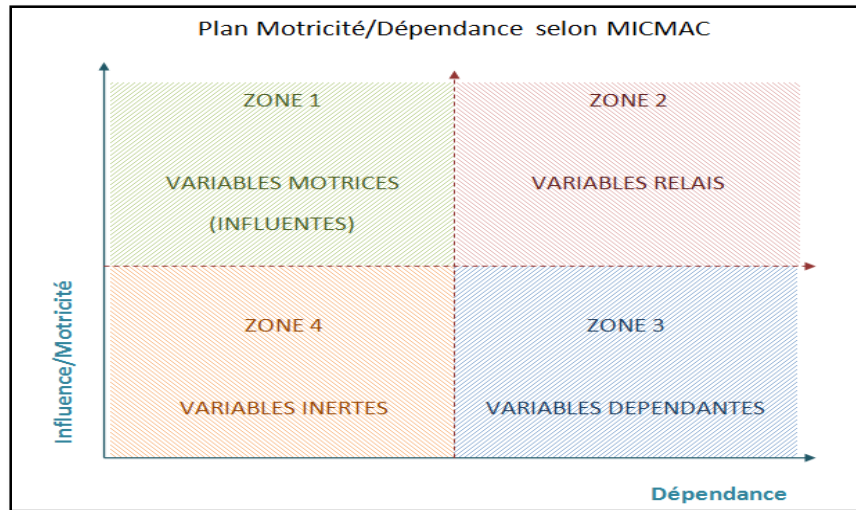 Plan Motricité/Dépendance selon MICMAC
ZONE 1
VARIABLES MOTRICES
(INFLUENTES)
ZONE 2
VARIABLES RELAIS
Influence/Motricité
ZONE 4
VARIABLES INERTES
ZONE 3
VARIABLES DEPENDANTES
Dépendance